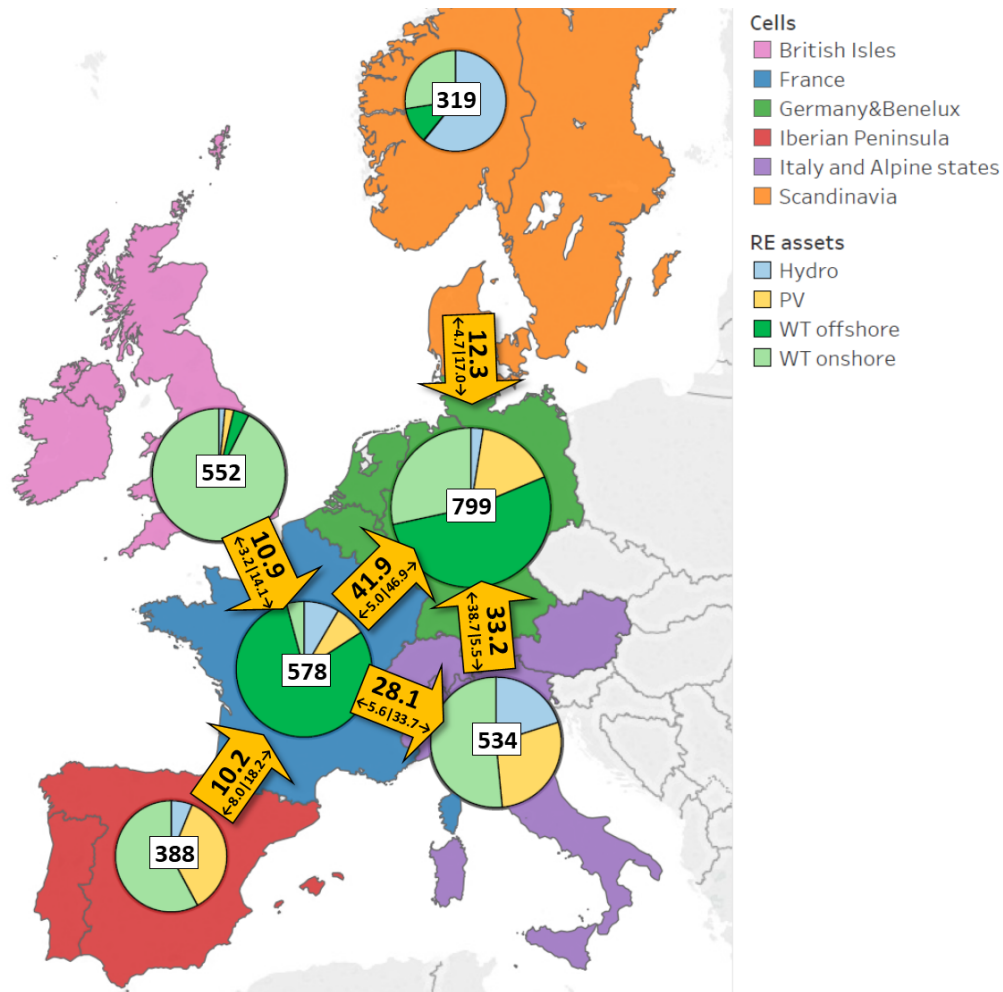 Cells
British Isles
France
Germany&Benelux
Iberian Peninsula
Italy and Alpine states
Scandinavia
RE assets
Hydro
PV
WT offshore
WT onshore
319
12.3
←4.7|17.0→
552
799
10.9
←3.2|14.1→
41.9
←5.0|46.9→
33.2
←38.7|5.5→
578
28.1
←5.6|33.7→
534
10.2
←8.0|18.2→
388